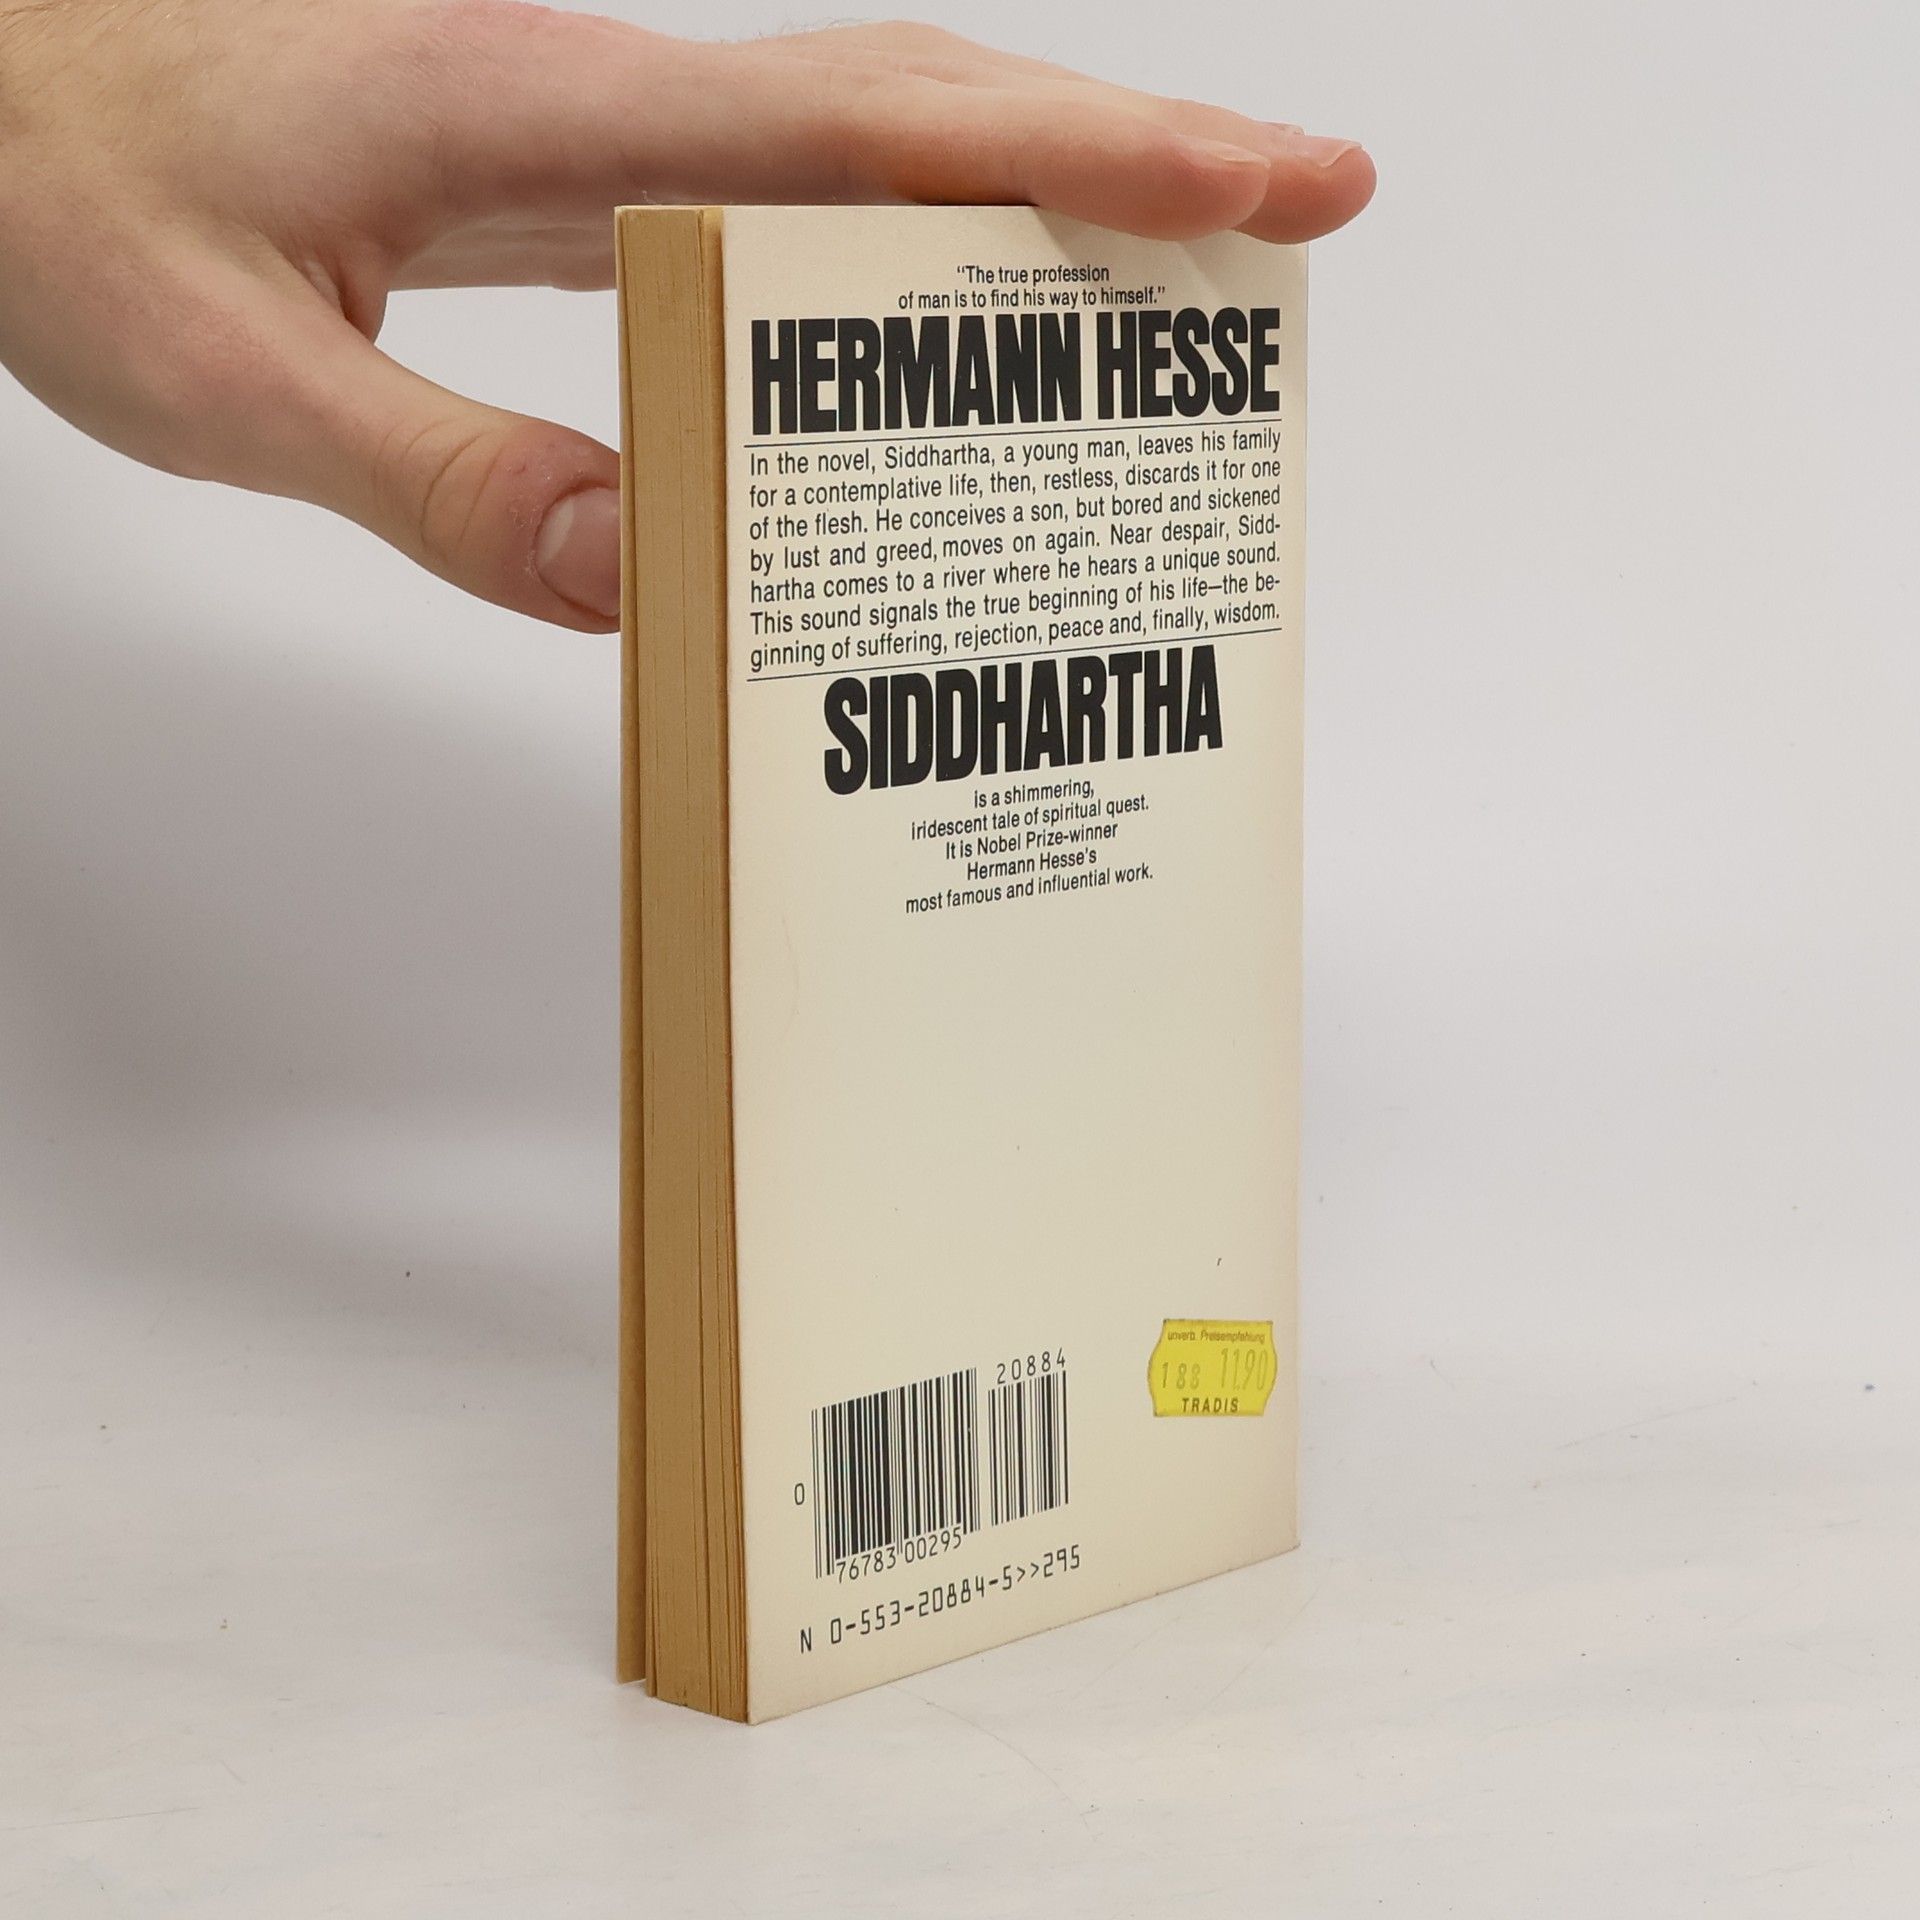 “The true profession
of man is to find his way to himself.”
HERMANN HESSE
In the novel, Siddhartha, a young man, leaves his family
for a contemplative life, then, restless, discards it for one
of the flesh. He conceives a son, but bored and sickened
by lust and greed, moves on again. Near despair, Sidd-
hartha comes to a river where he hears a unique sound.
This sound signals the true beginning of his life—the be-
ginning of suffering, rejection, peace and, finally, wisdom.
SIDDHARTHA
is a shimmering,
iridescent tale of spiritual quest.
It is Nobel Prize-winner
Hermann Hesse's
most famous and influential work.
unverb. Preisempfehlung
188 11.90
TRADIS
20884
0
76783 00295
N 0-553-20884-5>>295